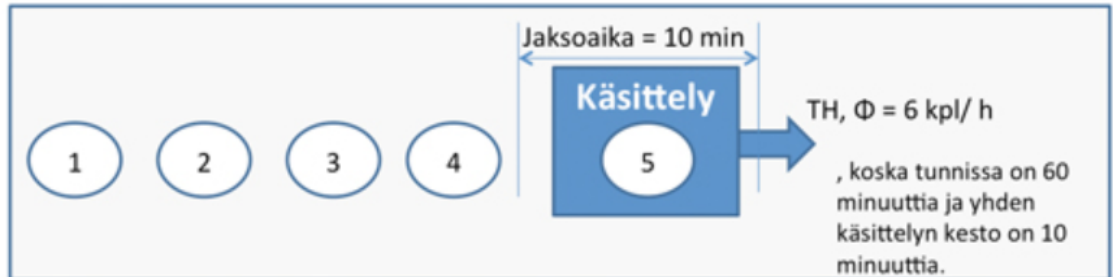 Jaksoaika = 10 min
Käsittely
1
2
3
4
5
TH, Φ = 6 kpl/ h
, koska tunnissa on 60
minuuttia ja yhden
käsittelyn kesto on 10
minuuttia.